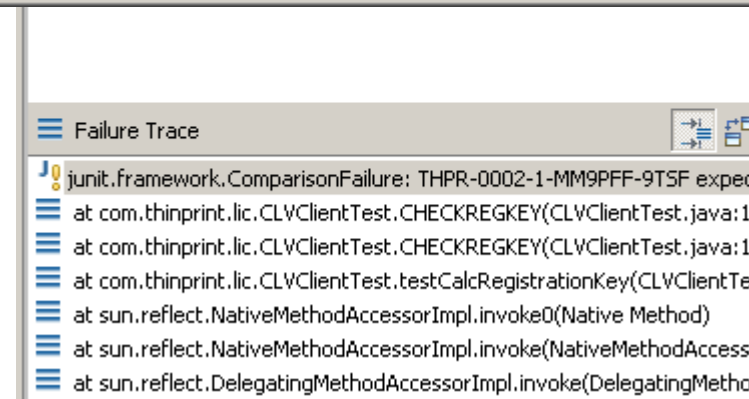 Failure Trace
junit.framework.ComparisonFailure: THPR-0002-1-MM9PFF-9TSF expec
at com.thinprint.lic.CLVClientTest.CHECKREGKEY(CLVClientTest.java:1
at com.thinprint.lic.CLVClientTest.CHECKREGKEY(CLVClientTest.java:1
at com.thinprint.lic.CLVClientTest.testCalcRegistrationKey(CLVClientTe
at sun.reflect.NativeMethodAccessorImpl.invoke0(Native Method)
at sun.reflect.NativeMethodAccessorImpl.invoke(NativeMethodAccess
at sun.reflect.DelegatingMethodAccessorImpl.invoke(DelegatingMetho